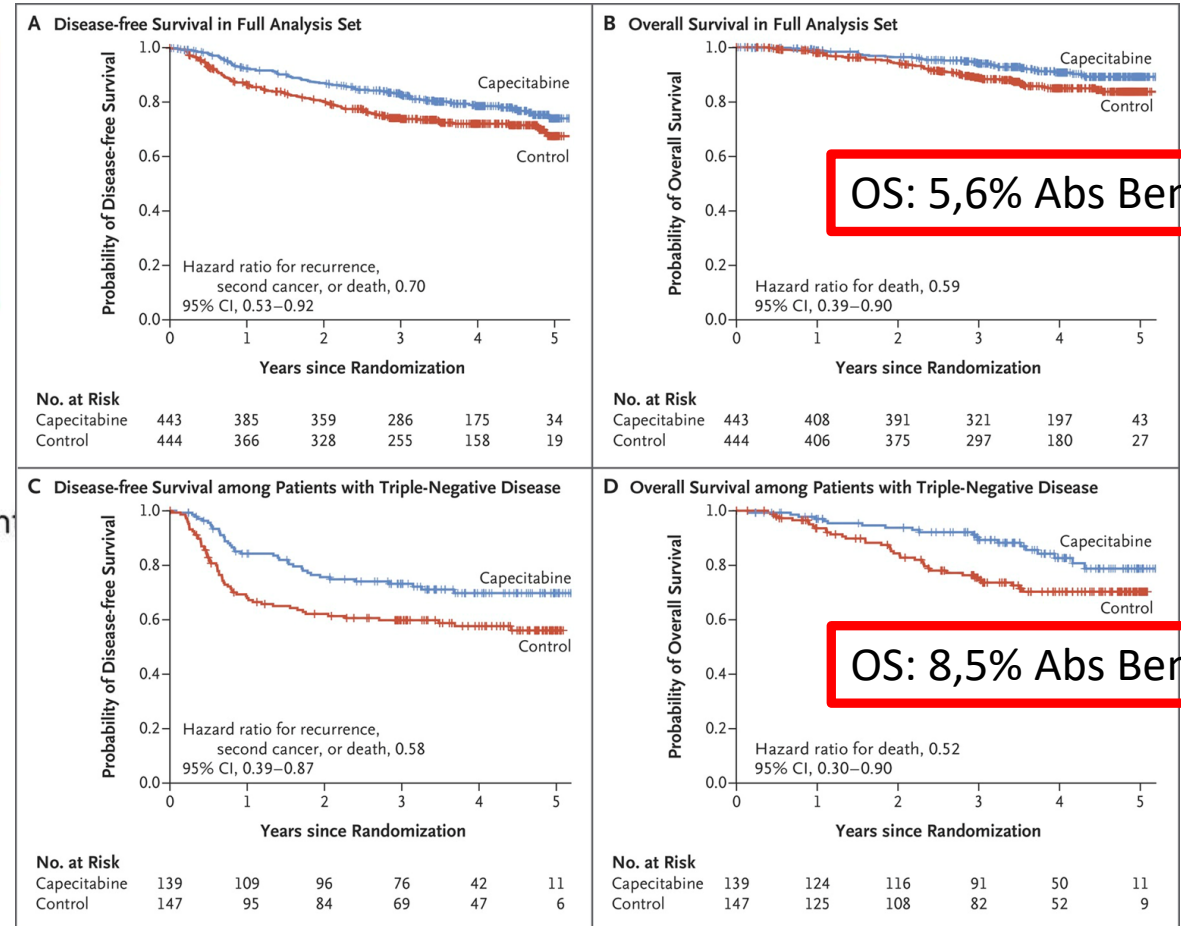 A Disease-free Survival in Full Analysis Set
Probability of Disease-free Survival
1.0
0.8
0.6
0.4
0.2
0.0
Capecitabine
Control
Hazard ratio for recurrence,
second cancer, or death, 0.70
95% CI, 0.53–0.92
0 1 2 3 4 5
Years since Randomization
No. at Risk
Capecitabine 443 385 359 286 175 34
Control 444 366 328 255 158 19
B Overall Survival in Full Analysis Set
Probability of Overall Survival
1.0
0.8
0.6
0.4
0.2
0.0
Capecitabine
Control
OS: 5,6% Abs
Hazard ratio for death, 0.59
95% CI, 0.39–0.90
0 1 2 3 4 5
Years since Randomization
No. at Risk
Capecitabine 443 408 391 321 197 43
Control 444 406 375 297 180 27
C Disease-free Survival among Patients with Triple-Negative Disease
Probability of Disease-free Survival
1.0
0.8
0.6
0.4
0.2
0.0
Capecitabine
Control
Hazard ratio for recurrence,
second cancer, or death, 0.58
95% CI, 0.39–0.87
0 1 2 3 4 5
Years since Randomization
No. at Risk
Capecitabine 139 109 96 76 42 11
Control 147 95 84 69 47 6
D Overall Survival among Patients with Triple-Negative Disease
Probability of Overall Survival
1.0
0.8
0.6
0.4
0.2
0.0
Capecitabine
Control
OS: 8,5% Abs
Hazard ratio for death, 0.52
95% CI, 0.30–0.90
0 1 2 3 4 5
Years since Randomization
No. at Risk
Capecitabine 139 124 116 91 50 11
Control 147 125 108 82 52 9